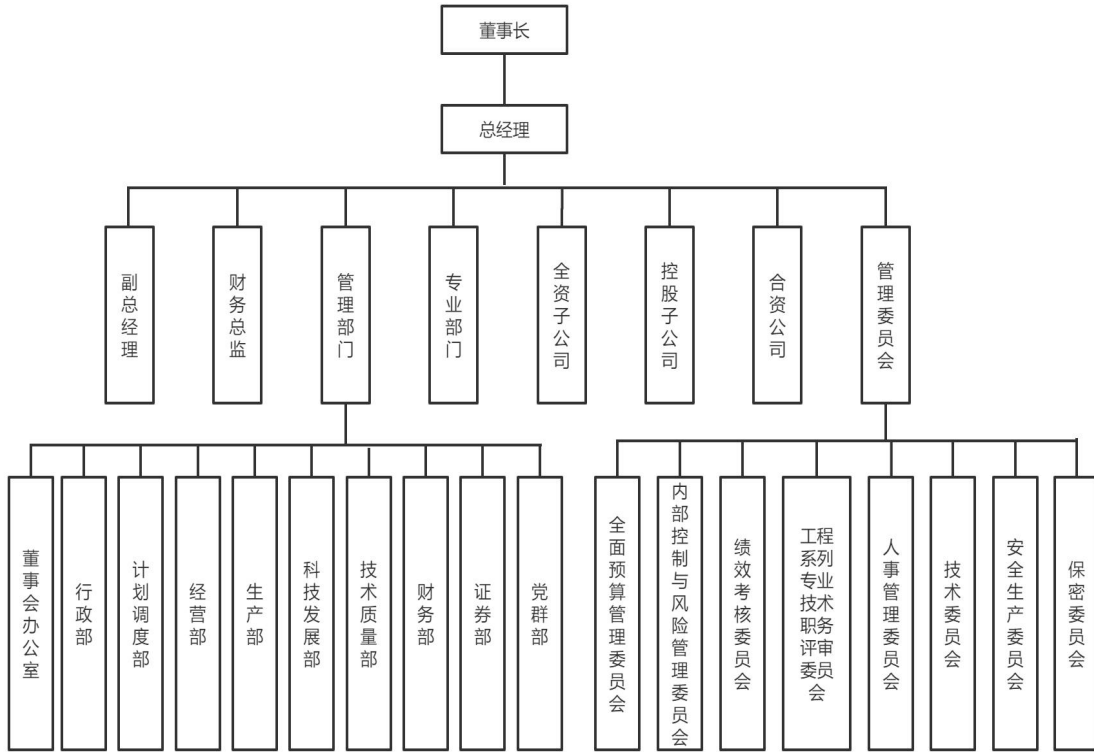 董事长
总经理
副总经理
财务总监
管理部门
专业部门
全资子公司
控股子公司
合资公司
管理委员会
董事会办公室
行政部
计划调度部
经营部
生产部
科技发展部
技术质量部
财务部
证券部
党群部
全面预算管理委员会
内部控制与风险管理委员会
绩效考核委员会
工程系列专业技术职务评审委员会
人事管理委员会
技术委员会
安全生产委员会
保密委员会